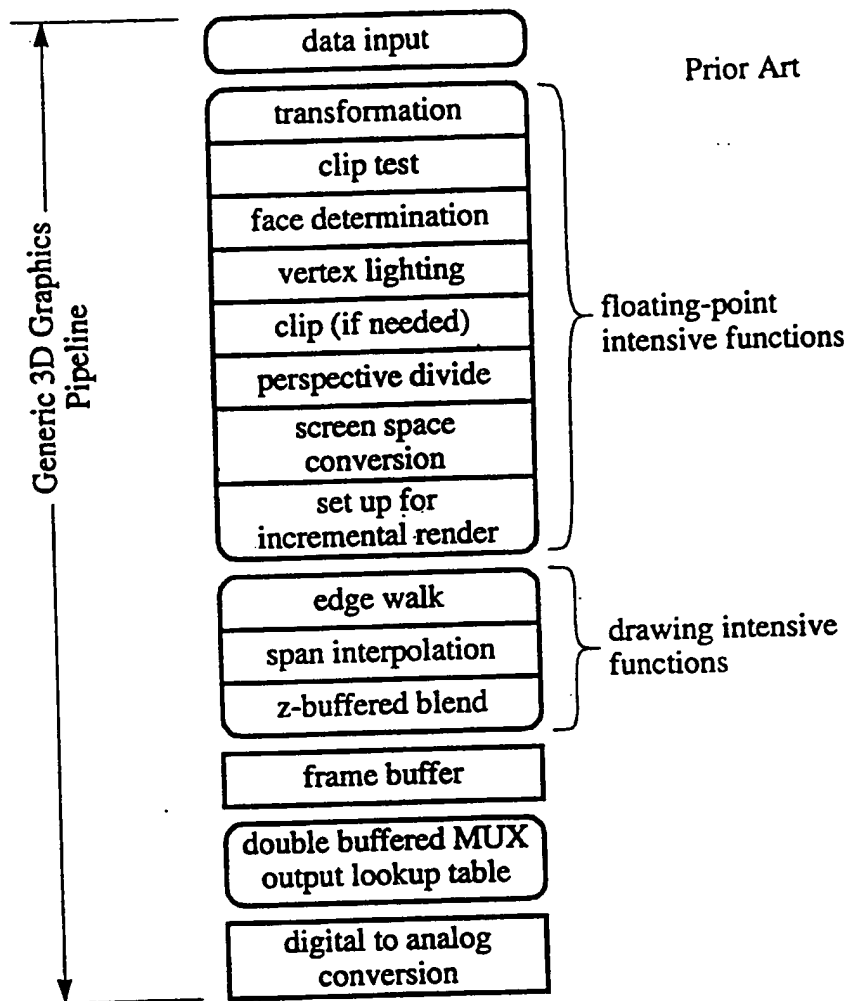 data input
Prior Art
transformation
clip test
face determination
vertex lighting
clip (if needed)
perspective divide
screen space
conversion
set up for
incremental render
floating-point
intensive functions
Generic 3D Graphics
Pipeline
edge walk
span interpolation
z-buffered blend
drawing intensive
functions
frame buffer
double buffered MUX
output lookup table
digital to analog
conversion